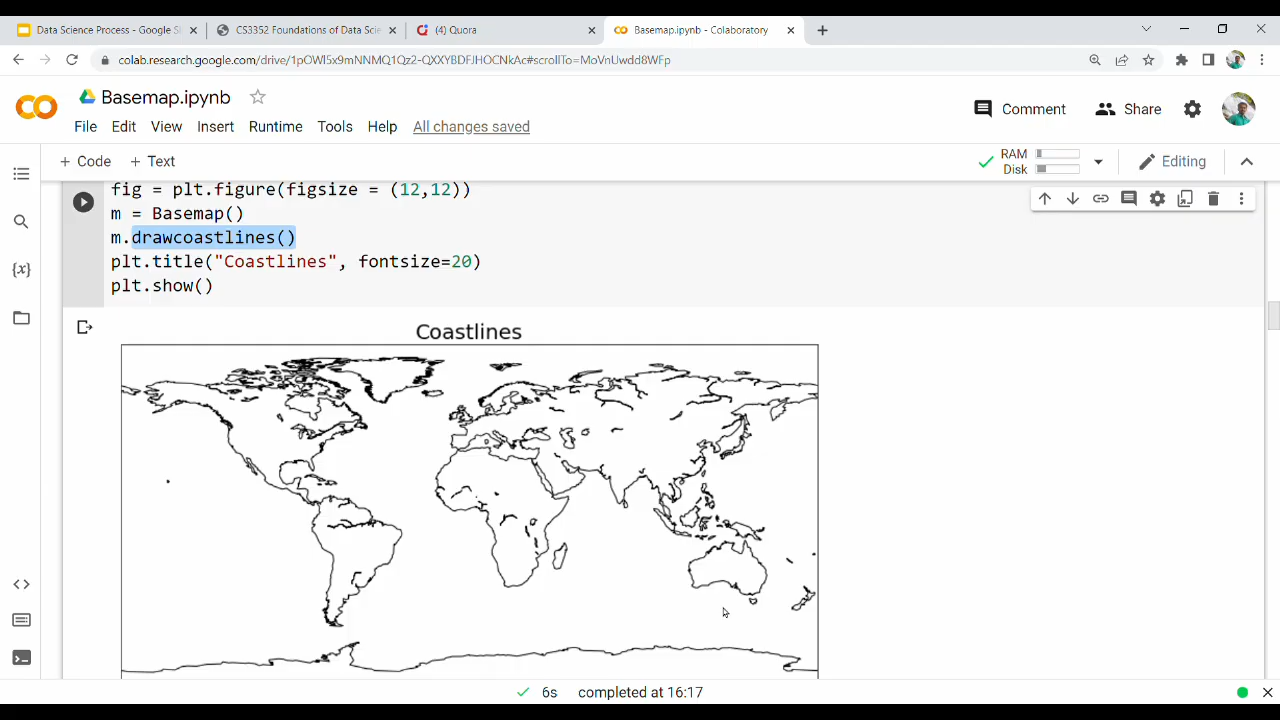 Data Science Process - Google Sl
CS3352 Foundations of Data Scie
(4) Quora
Basemap.ipynb - Colaboratory
colab.research.google.com/drive/1pOWl5x9mNNMQ1Qz2-QXXYBDFJHOCNkAc#scrollTo=MoVnUwdd8WFp
Basemap.ipynb
File Edit View Insert Runtime Tools Help All changes saved
Comment
Share
+ Code + Text
RAM
Disk
Editing
fig = plt.figure(figsize = (12,12))
m = Basemap()
m.drawcoastlines()
plt.title("Coastlines", fontsize=20)
plt.show()
{x}
Coastlines
6s completed at 16:17